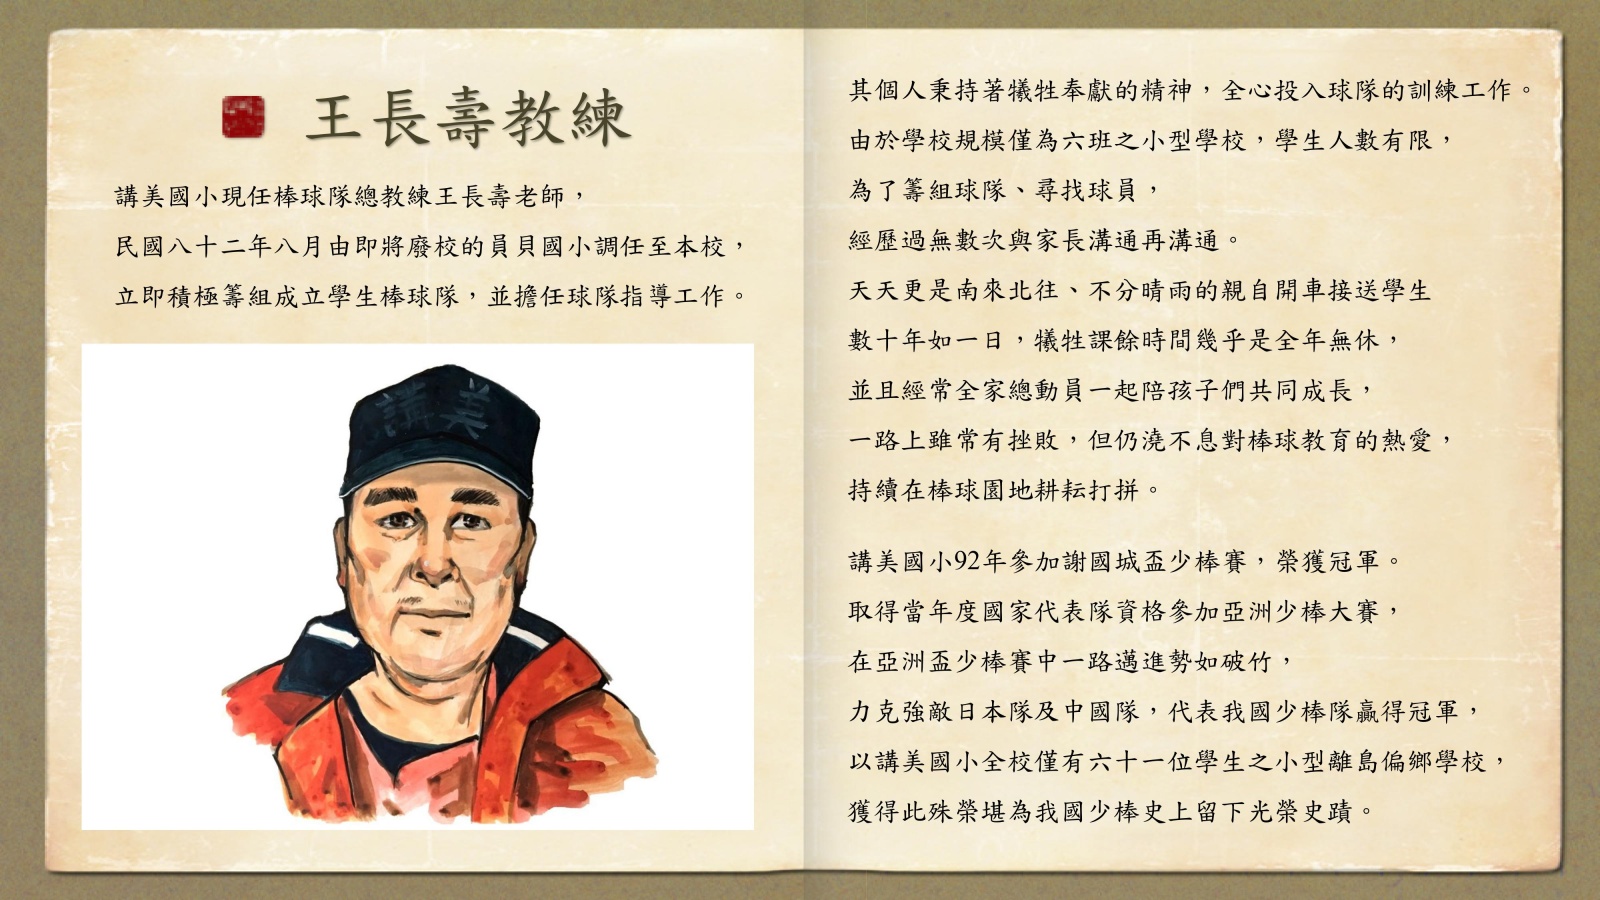 王長壽教練
講美國小現任棒球隊總教練王長壽老師，
民國八十二年八月由即將廢校的員貝國小調任至本校，
立即積極籌組成立學生棒球隊，並擔任球隊指導工作。
講美
其個人秉持著犧牲奉獻的精神，全心投入球隊的訓練工作。
由於學校規模僅為六班之小型學校，學生人數有限，
為了籌組球隊、尋找球員，
經歷過無數次與家長溝通再溝通。
天天更是南來北往、不分晴雨的親自開車接送學生
數十年如一日，犧牲課餘時間幾乎是全年無休，
並且經常全家總動員一起陪孩子們共同成長，
一路上雖常有挫敗，但仍澆不息對棒球教育的熱愛，
持續在棒球園地耕耘打拼。
講美國小92年參加謝國城盃少棒賽，榮獲冠軍。
取得當年度國家代表隊資格參加亞洲少棒大賽，
在亞洲盃少棒賽中一路邁進勢如破竹，
力克強敵日本隊及中國隊，代表我國少棒隊贏得冠軍，
以講美國小全校僅有六十一位學生之小型離島偏鄉學校，
獲得此殊榮堪為我國少棒史上留下光榮史蹟。